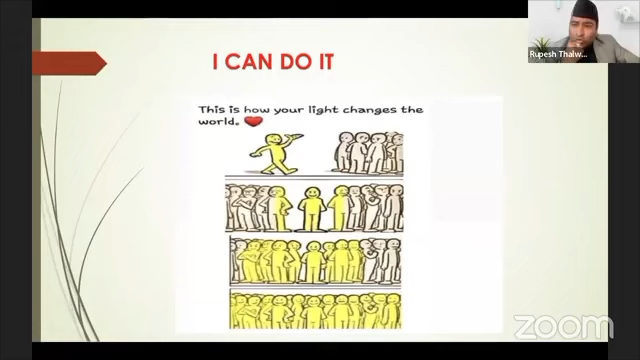 I CAN DO IT
This is how your light changes the
world.
Rupesh Thalw...
zoom